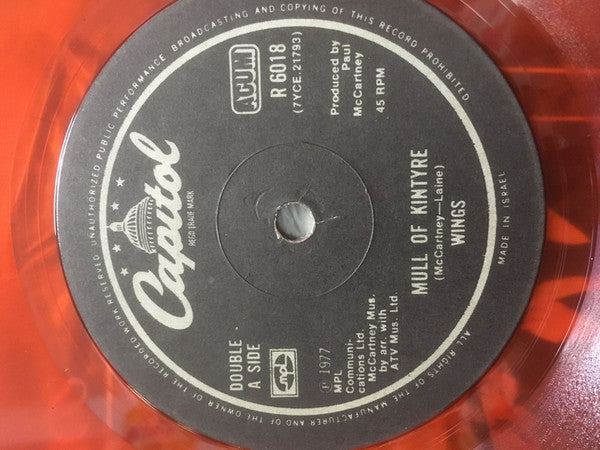 Capitol
REGD TRADE MARK
DOUBLE
A SIDE
mpl
℗ 1977
MPL
Communi-
cations Ltd.
McCartney Mus.
by arr. with
ATV Mus. Ltd.
ACUM
R 6018
(7YCE.21793)
Produced by
Paul
McCartney
45 RPM
MULL OF KINTYRE
(McCartney—Laine)
WINGS
MADE IN ISRAEL
ALL RIGHTS OF THE MANUFACTURER AND OF THE OWNER OF THE RECORDED WORK RESERVED. UNAUTHORIZED PUBLIC PERFORMANCE, BROADCASTING AND COPYING OF THIS RECORD PROHIBITED.